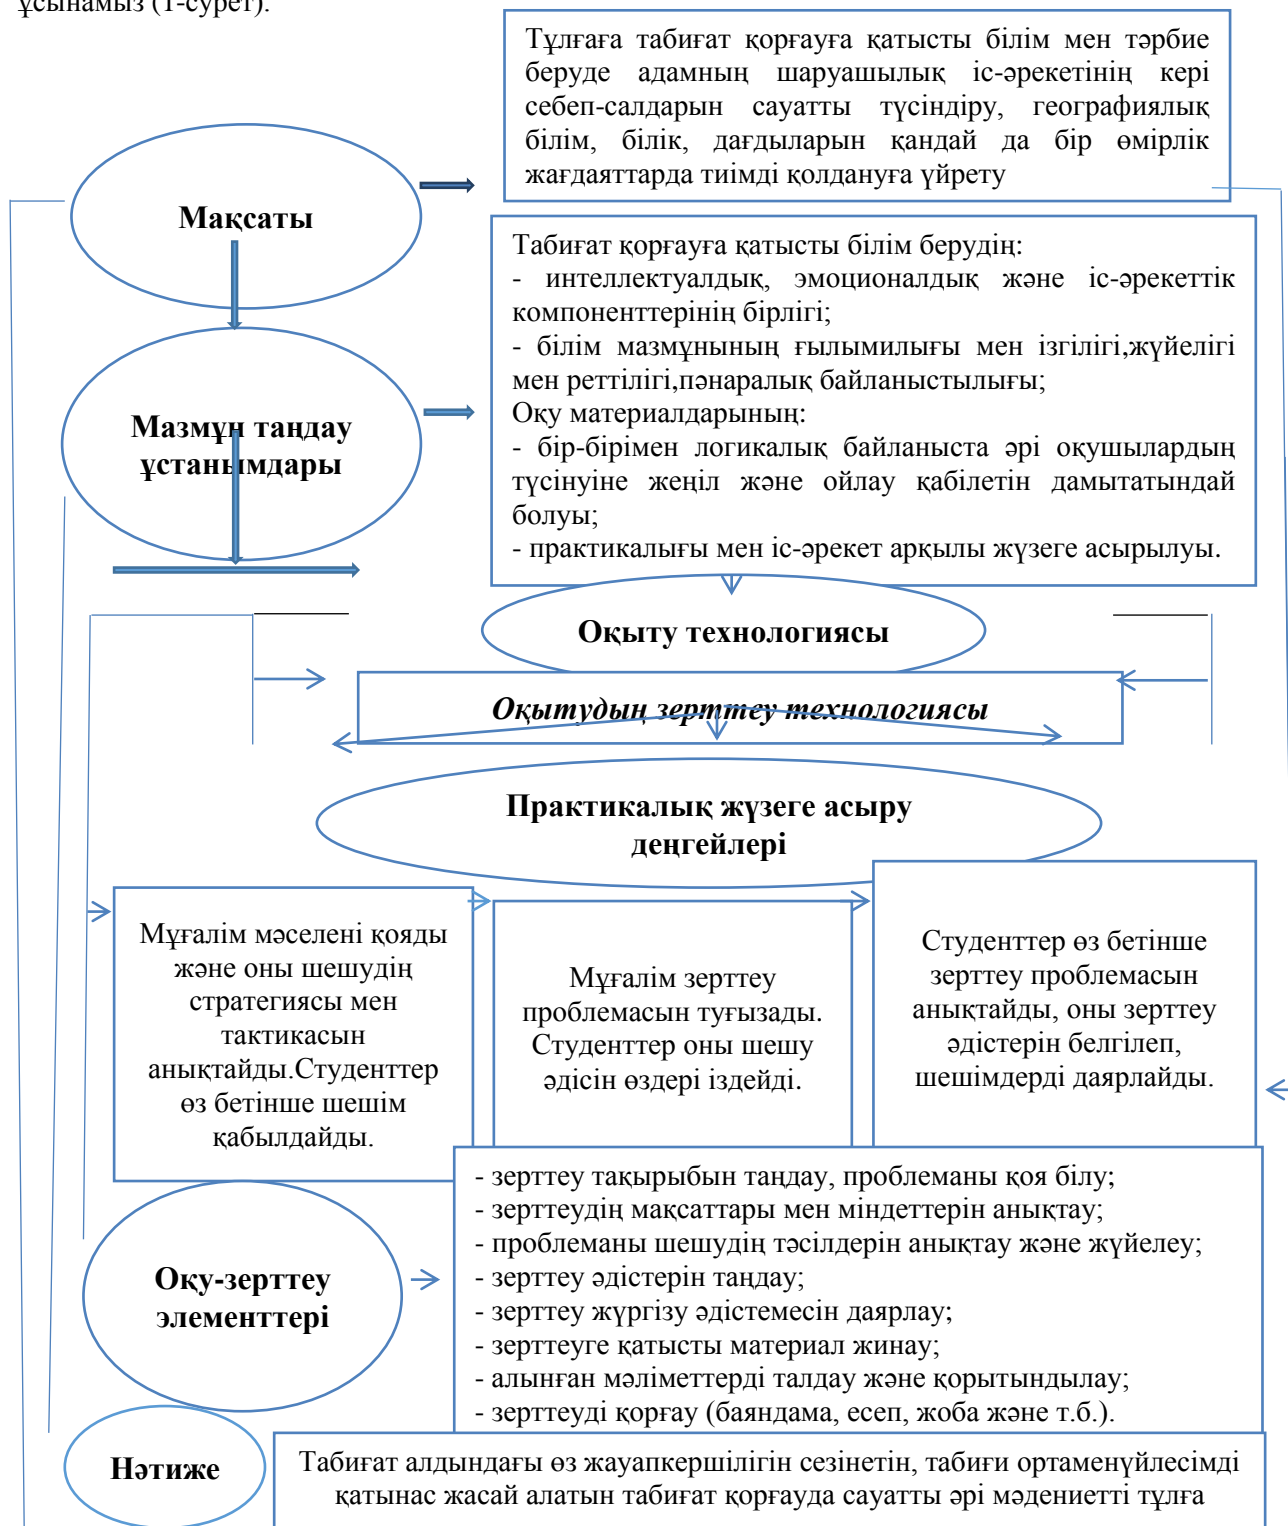 ұсынамыз (1-сурет).
Тұлғаға табиғат қорғауға қатысты білім мен тәрбие
беруде адамның шаруашылық іс-әрекетінің кері
себеп-салдарын сауатты түсіндіру, географиялық
білім, білік, дағдыларын қандай да бір өмірлік
жағдаяттарда тиімді қолдануға үйрету
Мақсаты
Табиғат қорғауға қатысты білім берудің:
- интеллектуалдық, эмоционалдық және іс-әрекеттік
компоненттерінің бірлігі;
- білім мазмұнының ғылымилығы мен ізгілігі,жүйелігі
мен реттілігі,пәнаралық байланыстылығы;
Оқу материалдарының:
- бір-бірімен логикалық байланыста әрі оқушылардың
түсінуіне жеңіл және ойлау қабілетін дамытатындай
болуы;
- практикалығы мен іс-әрекет арқылы жүзеге асырылуы.
Мазмұн таңдау
ұстанымдары
Оқыту технологиясы
Оқытудың зерттеу технологиясы
Практикалық жүзеге асыру
деңгейлері
Мұғалім мәселені қояды
және оны шешудің
стратегиясы мен
тактикасын
анықтайды.Студенттер
өз бетінше шешім
қабылдайды.
Мұғалім зерттеу
проблемасын туғызады.
Студенттер оны шешу
әдісін өздері іздейді.
Студенттер өз бетінше
зерттеу проблемасын
анықтайды, оны зерттеу
әдістерін белгілеп,
шешімдерді даярлайды.
Оқу-зерттеу
элементтері
- зерттеу тақырыбын таңдау, проблеманы қоя білу;
- зерттеудің мақсаттары мен міндеттерін анықтау;
- проблеманы шешудің тәсілдерін анықтау және жүйелеу;
- зерттеу әдістерін таңдау;
- зерттеу жүргізу әдістемесін даярлау;
- зерттеуге қатысты материал жинау;
- алынған мәліметтерді талдау және қорытындылау;
- зерттеуді қорғау (баяндама, есеп, жоба және т.б.).
Нәтиже
Табиғат алдындағы өз жауапкершілігін сезінетін, табиғи ортаменүйлесімді
қатынас жасай алатын табиғат қорғауда сауатты әрі мәдениетті тұлға